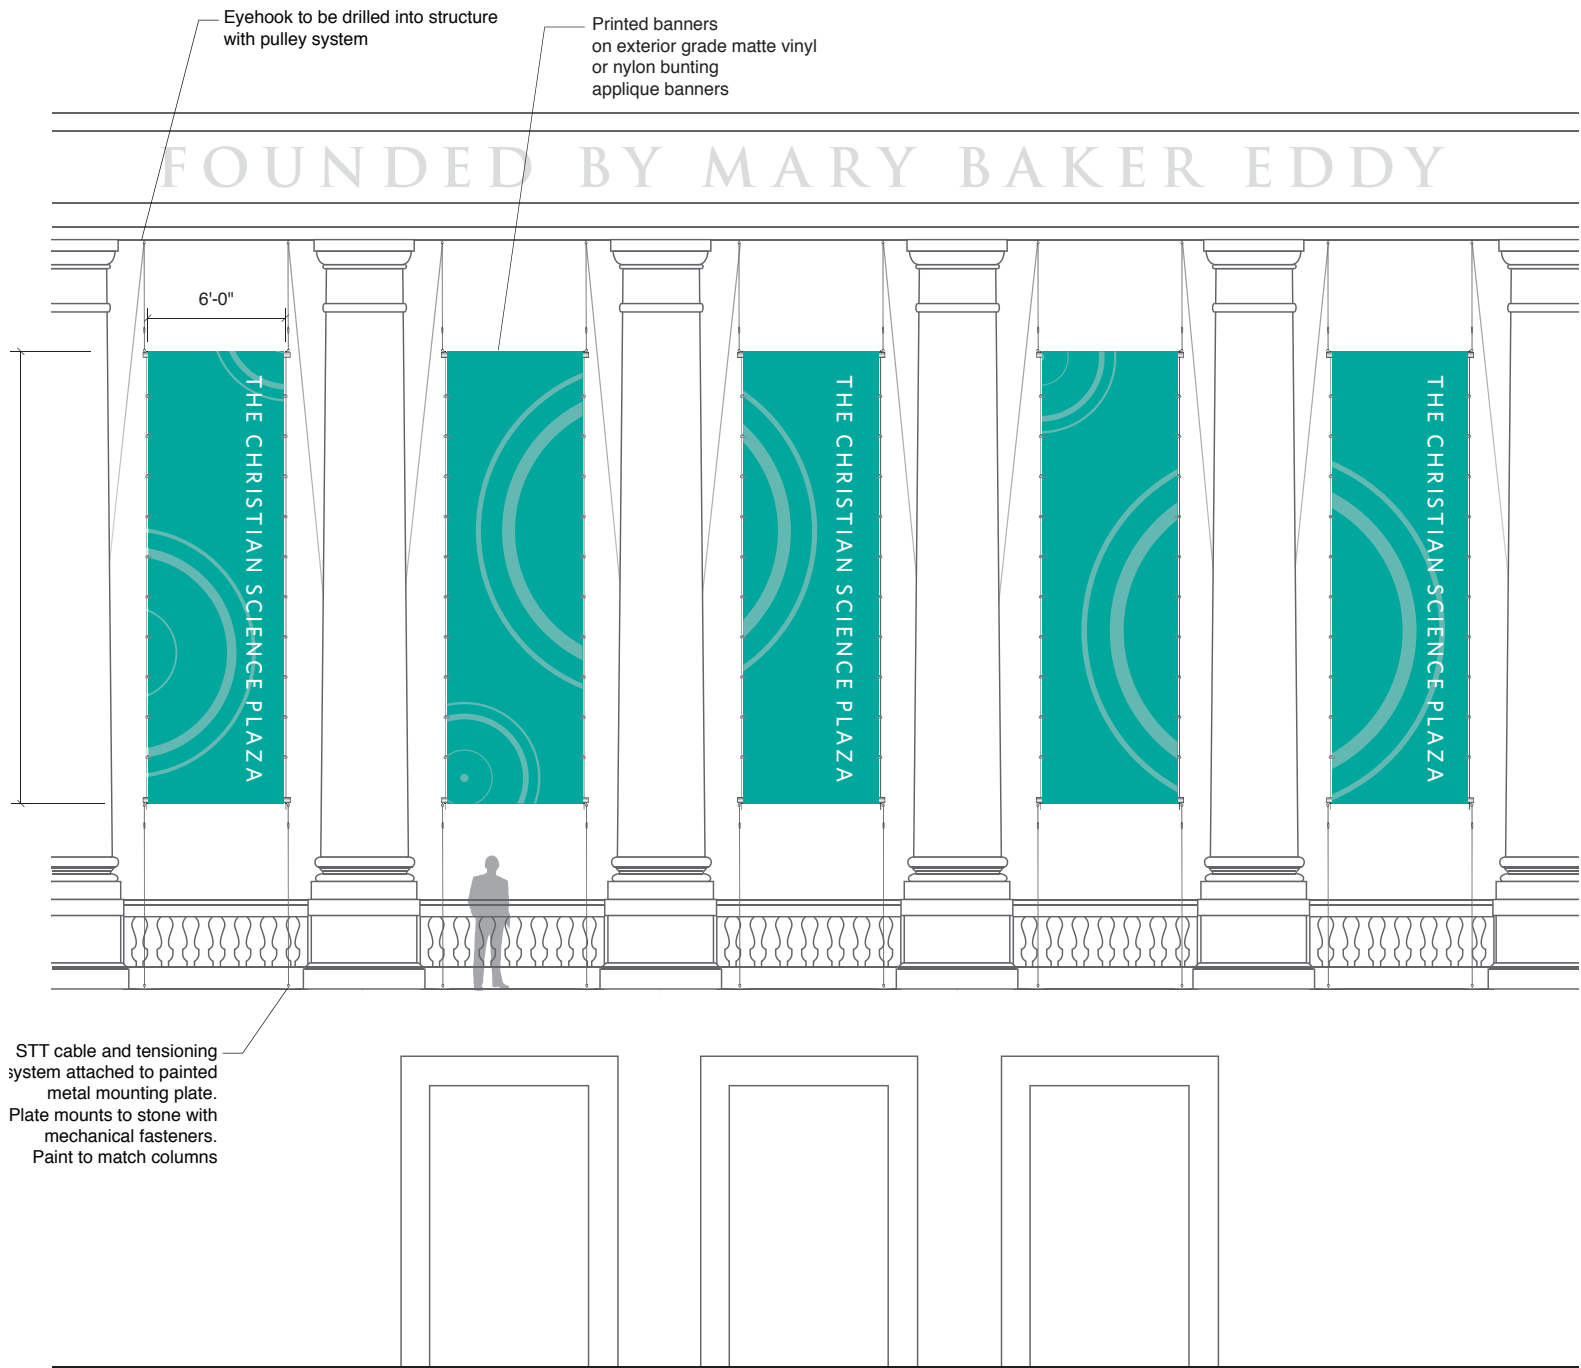 Eyehook to be drilled into structure
with pulley system
Printed banners
on exterior grade matte vinyl
or nylon bunting
applique banners
FOUNDED BY MARY BAKER EDDY
6'-0"
THE CHRISTIAN SCIENCE PLAZA
THE CHRISTIAN SCIENCE PLAZA
THE CHRISTIAN SCIENCE PLAZA
STT cable and tensioning
system attached to painted
metal mounting plate.
Plate mounts to stone with
mechanical fasteners.
Paint to match columns